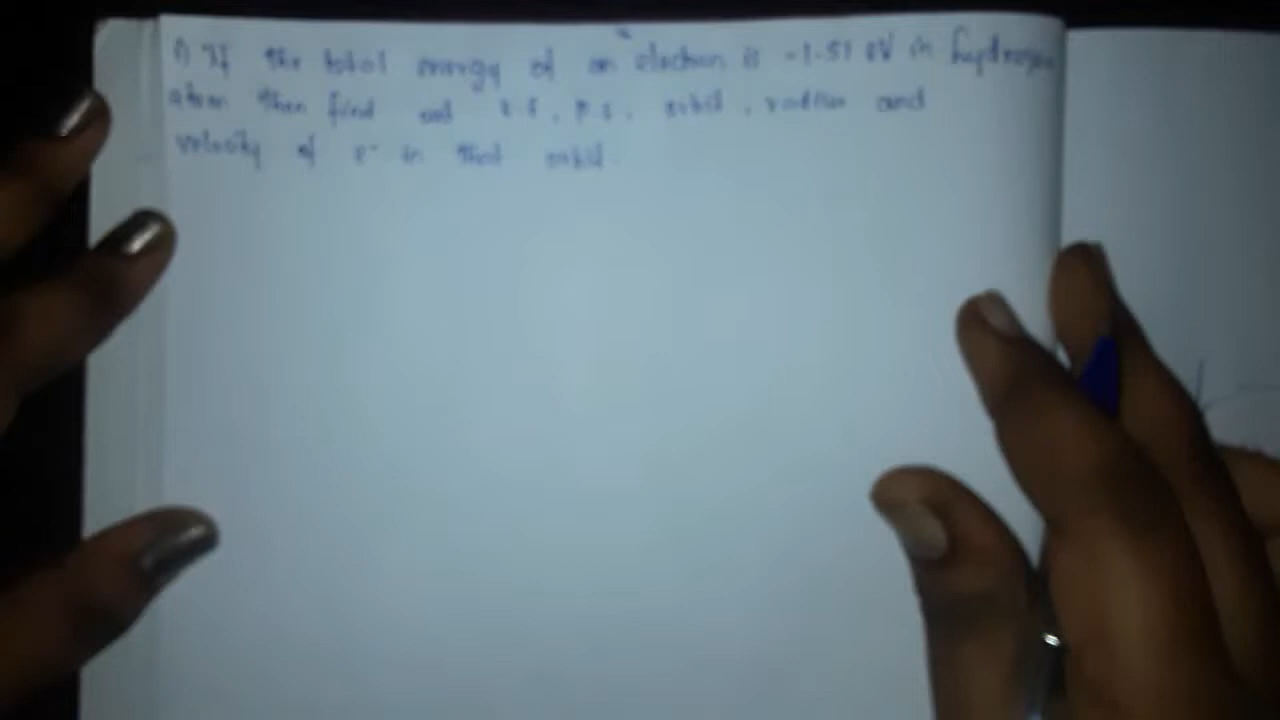 1) If the total energy of an electron is -1.51 eV in hydrogen
atom then find out K.E, P.E, orbit, radius and
velocity of e⁻ in that orbit.